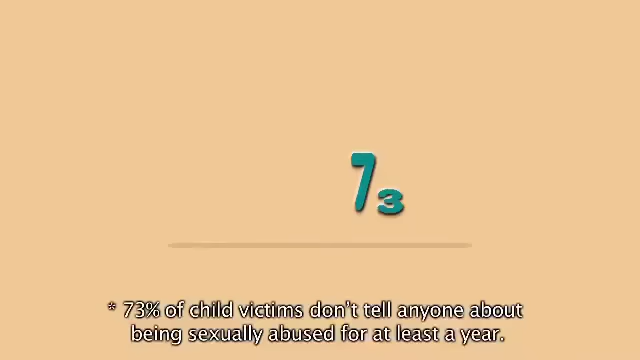 73
* 73% of child victims don't tell anyone about
being sexually abused for at least a year.